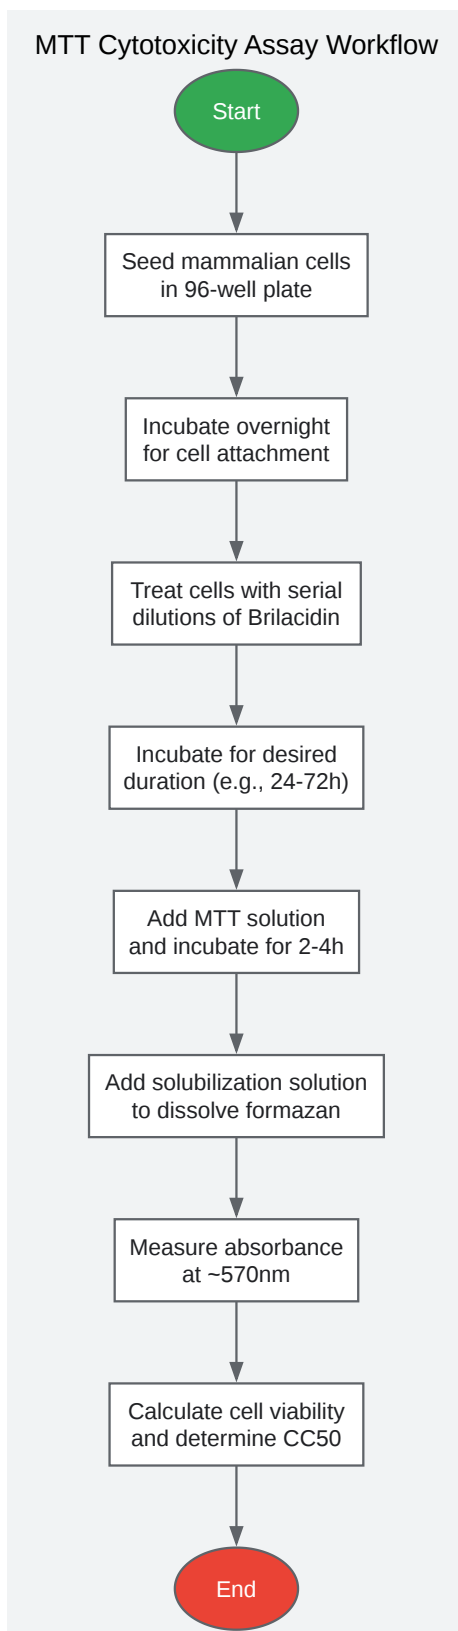 MTT Cytotoxicity Assay Workflow
Start
Seed mammalian cells
in 96-well plate
Incubate overnight
for cell attachment
Treat cells with serial
dilutions of Brilacidin
Incubate for desired
duration (e.g., 24-72h)
Add MTT solution
and incubate for 2-4h
Add solubilization solution
to dissolve formazan
Measure absorbance
at ~570nm
Calculate cell viability
and determine CC50
End